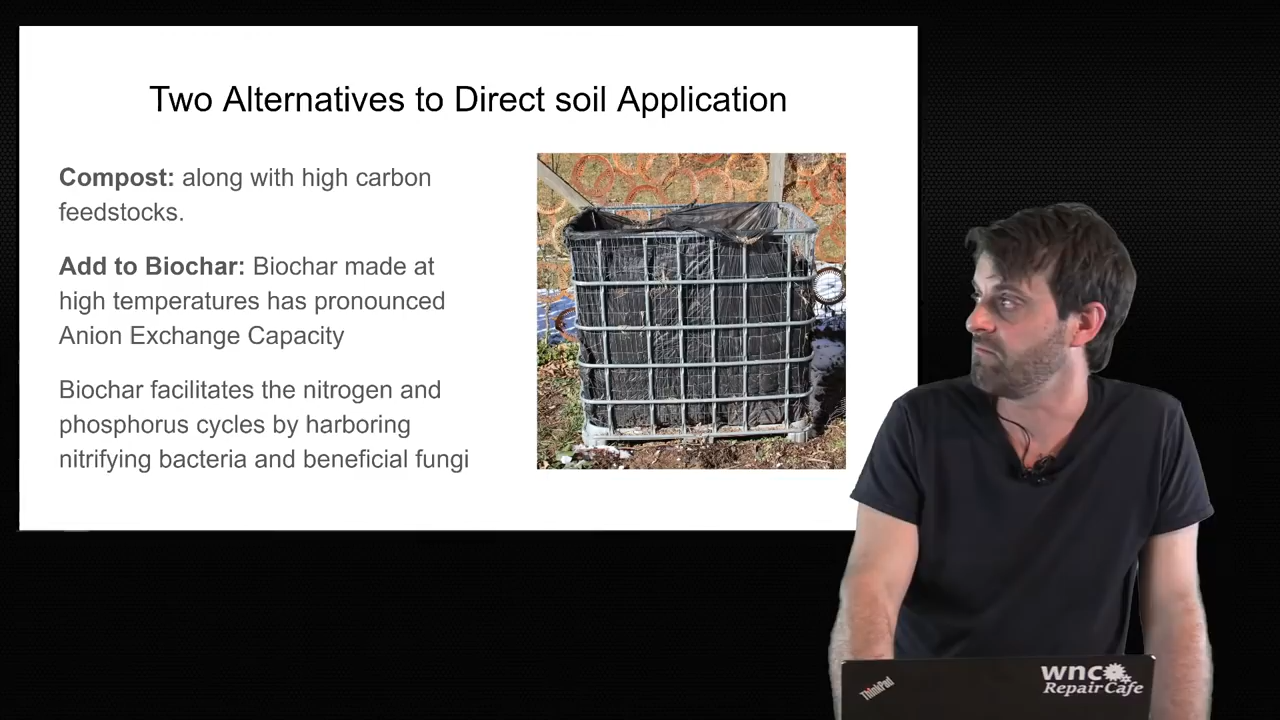 Two Alternatives to Direct soil Application
Compost: along with high carbon
feedstocks.
Add to Biochar: Biochar made at
high temperatures has pronounced
Anion Exchange Capacity
Biochar facilitates the nitrogen and
phosphorus cycles by harboring
nitrifying bacteria and beneficial fungi
ThinkPad
wnc
Repair Cafe